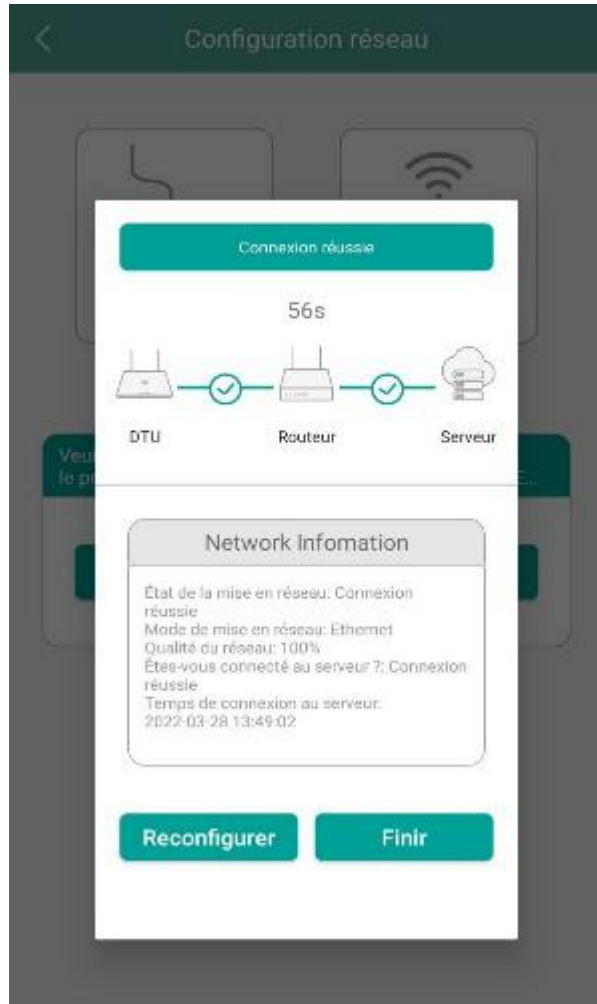 Configuration réseau
Connexion réussie
56s
DTU
Routeur
Serveur
Network Infomation
État de la mise en réseau: Connexion
réussie
Mode de mise en réseau: Ethernet
Qualité du réseau: 100%
Êtes-vous connecté au serveur ?: Connexion
réussie
Temps de connexion au serveur:
2022-03-28 13:49:02
Reconfigurer
Finir